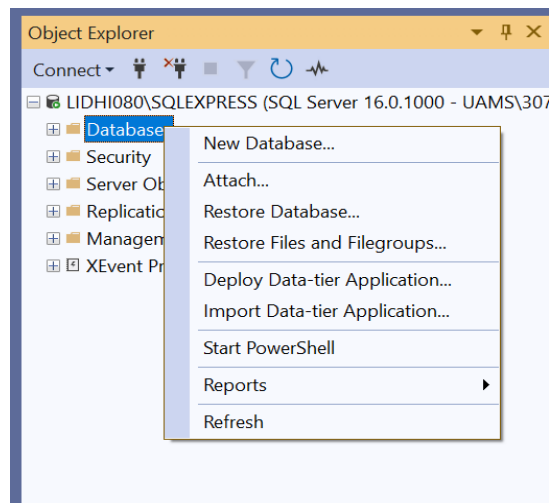 Object Explorer
Connect
LIDHI080\SQLEXPRESS (SQL Server 16.0.1000 - UAMS\307
Database
New Database...
Security
Attach...
Server Ob
Restore Database...
Replicatic
Restore Files and Filegroups...
Managem
XEvent Pr
Deploy Data-tier Application...
Import Data-tier Application...
Start PowerShell
Reports
Refresh